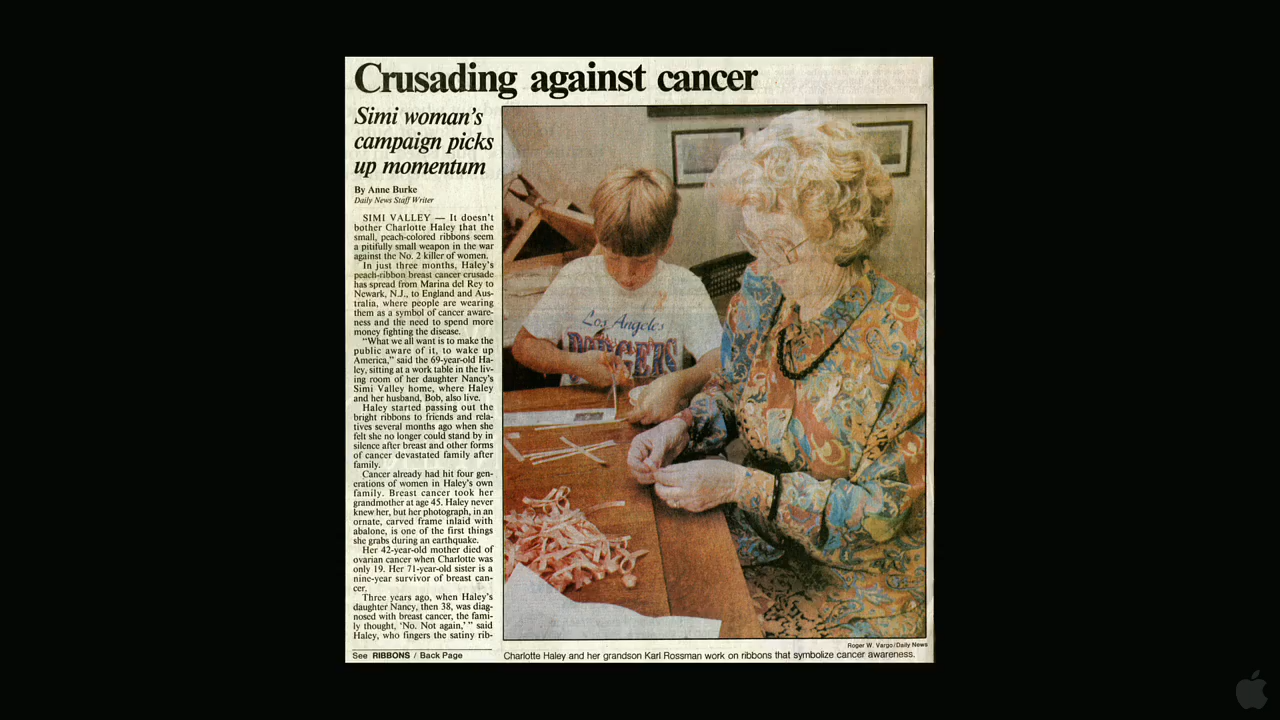 Crusading against cancer
Simi woman's
campaign picks
up momentum
By Anne Burke
Daily News Staff Writer
SIMI VALLEY — It doesn't
bother Charlotte Haley that the
small, peach-colored ribbons seem
a pitifully small weapon in the war
against the No. 2 killer of women.
In just three months, Haley's
peach-ribbon breast cancer crusade
has spread from Marina del Rey to
Newark, N.J., to England and Aus-
tralia, where people are wearing
them as a symbol of cancer aware-
ness and the need to spend more
money fighting the disease.
"What we all want is to make the
public aware of it, to wake up
America," said the 69-year-old Ha-
ley, sitting at a work table in the liv-
ing room of her daughter Nancy's
Simi Valley home, where Haley
and her husband, Bob, also live.
Haley started passing out the
bright ribbons to friends and rela-
tives several months ago when she
felt she no longer could stand by in
silence after breast and other forms
of cancer devastated family after
family.
Cancer already had hit four gen-
erations of women in Haley's own
family. Breast cancer took her
grandmother at age 45. Haley never
knew her, but her photograph, in an
ornate, carved frame inlaid with
abalone, is one of the first things
she grabs during an earthquake.
Her 42-year-old mother died of
ovarian cancer when Charlotte was
only 19. Her 71-year-old sister is a
nine-year survivor of breast can-
cer.
Three years ago, when Haley's
daughter Nancy, then 38, was diag-
nosed with breast cancer, the fami-
ly thought, 'No. Not again,' " said
Haley, who fingers the satiny rib-
See RIBBONS / Back Page
Los Angeles
DODGERS
Roger W. Vargo/Daily News
Charlotte Haley and her grandson Karl Rossman work on ribbons that symbolize cancer awareness.